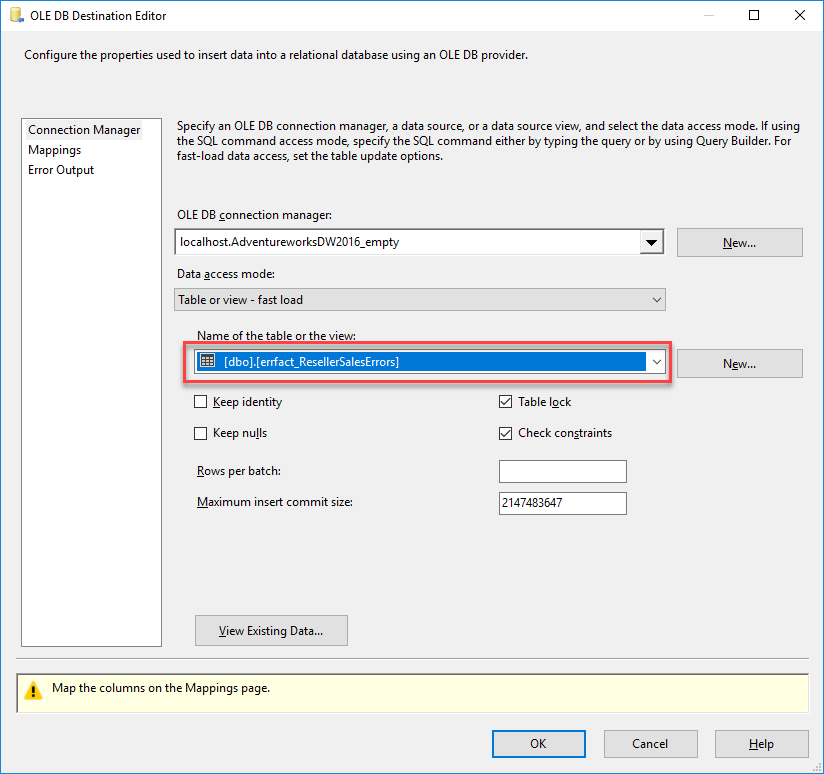 OLE DB Destination Editor
Configure the properties used to insert data into a relational database using an OLE DB provider.
Connection Manager
Mappings
Error Output
Specify an OLE DB connection manager, a data source, or a data source view, and select the data access mode. If using
the SQL command access mode, specify the SQL command either by typing the query or by using Query Builder. For
fast-load data access, set the table update options.
OLE DB connection manager:
localhost.AdventureworksDW2016_empty
New...
Data access mode:
Table or view - fast load
Name of the table or the view:
[dbo].[errfact_ResellerSalesErrors]
New...
Keep identity
Table lock
Keep nulls
Check constraints
Rows per batch:
Maximum insert commit size:
2147483647
View Existing Data...
Map the columns on the Mappings page.
OK
Cancel
Help